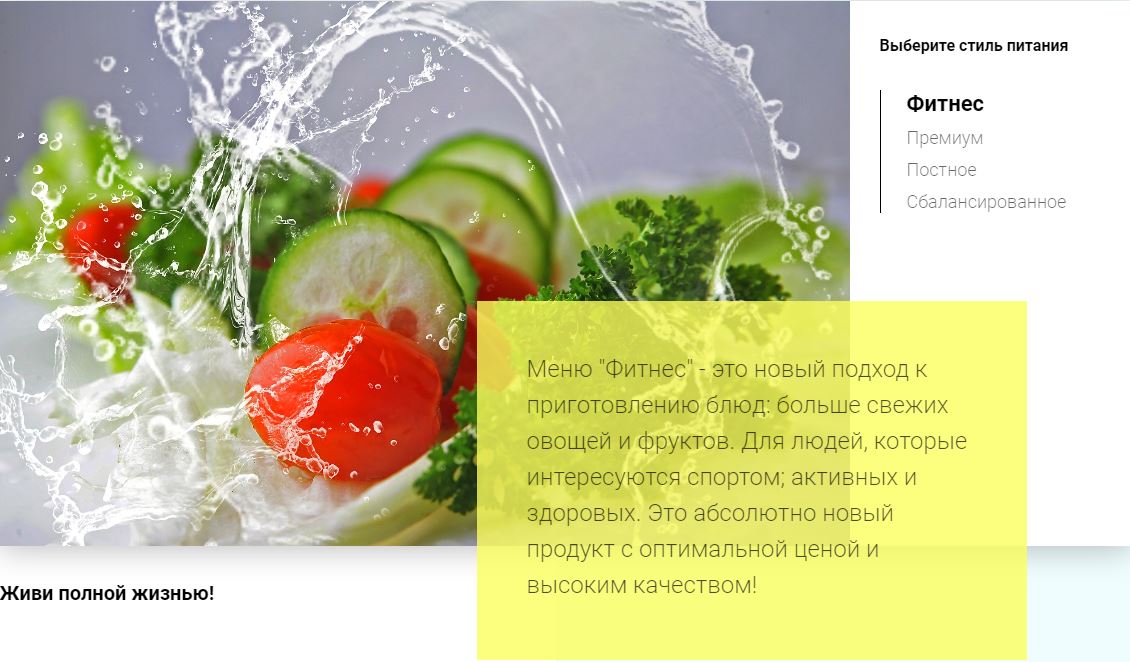 Выберите стиль питания
Фитнес
Премиум
Постное
Сбалансированное
Меню "Фитнес" - это новый подход к
приготовлению блюд: больше свежих
овощей и фруктов. Для людей, которые
интересуются спортом; активных и
здоровых. Это абсолютно новый
продукт с оптимальной ценой и
высоким качеством!
Живи полной жизнью!